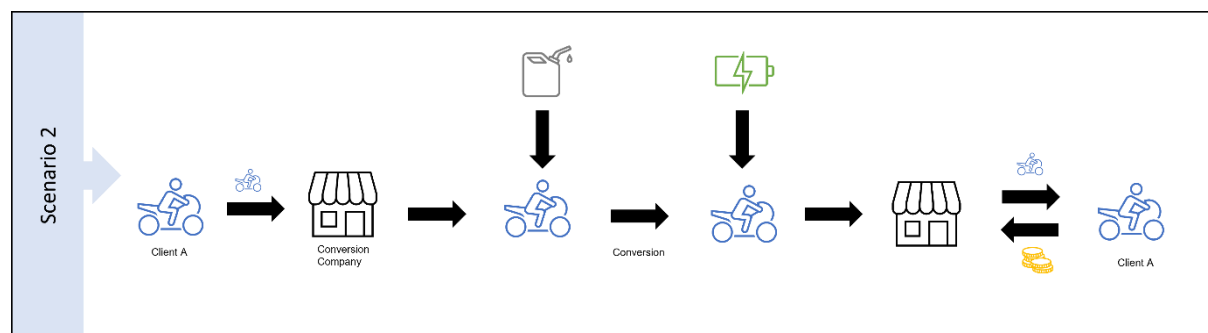 Scenario 2
Client A
Conversion
Company
Conversion
Client A